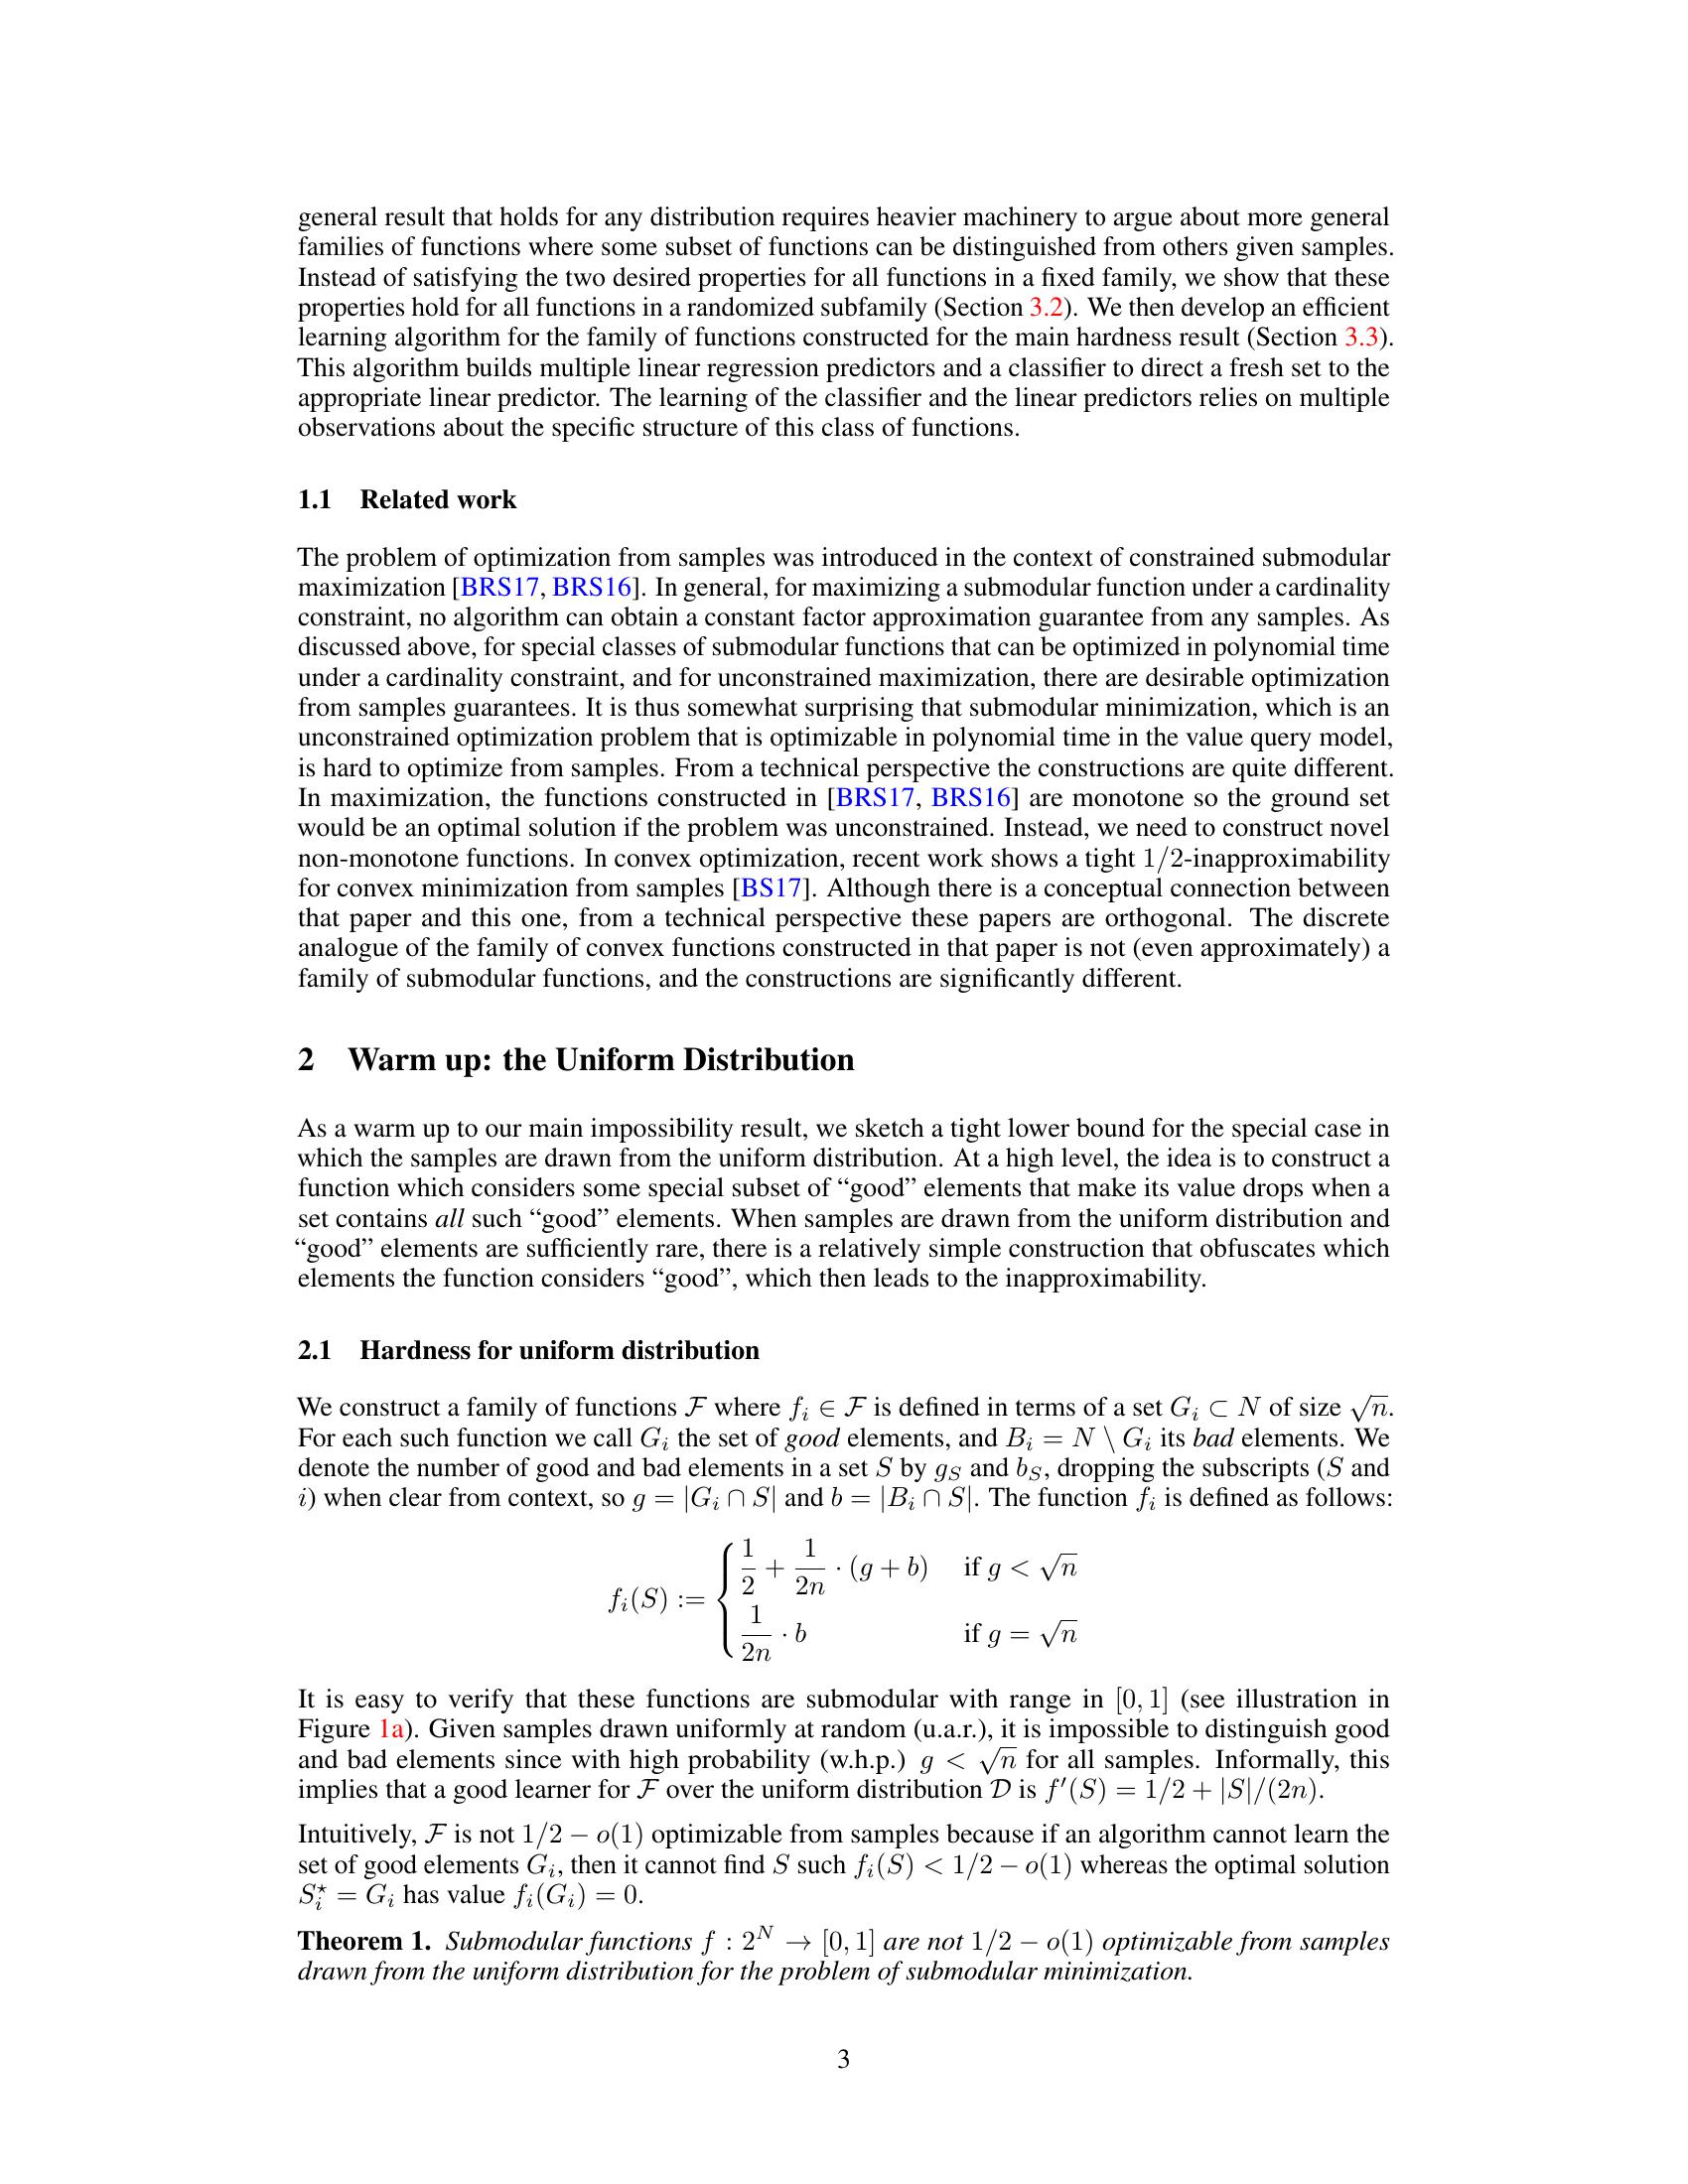 general result that holds for any distribution requires heavier machinery to argue about more general
families of functions where some subset of functions can be distinguished from others given samples.
Instead of satisfying the two desired properties for all functions in a fixed family, we show that these
properties hold for all functions in a randomized subfamily (Section 3.2). We then develop an efficient
learning algorithm for the family of functions constructed for the main hardness result (Section 3.3).
This algorithm builds multiple linear regression predictors and a classifier to direct a fresh set to the
appropriate linear predictor. The learning of the classifier and the linear predictors relies on multiple
observations about the specific structure of this class of functions.
1.1 Related work
The problem of optimization from samples was introduced in the context of constrained submodular
maximization [BRS17, BRS16]. In general, for maximizing a submodular function under a cardinality
constraint, no algorithm can obtain a constant factor approximation guarantee from any samples. As
discussed above, for special classes of submodular functions that can be optimized in polynomial time
under a cardinality constraint, and for unconstrained maximization, there are desirable optimization
from samples guarantees. It is thus somewhat surprising that submodular minimization, which is an
unconstrained optimization problem that is optimizable in polynomial time in the value query model,
is hard to optimize from samples. From a technical perspective the constructions are quite different.
In maximization, the functions constructed in [BRS17, BRS16] are monotone so the ground set
would be an optimal solution if the problem was unconstrained. Instead, we need to construct novel
non-monotone functions. In convex optimization, recent work shows a tight 1/2-inapproximability
for convex minimization from samples [BS17]. Although there is a conceptual connection between
that paper and this one, from a technical perspective these papers are orthogonal. The discrete
analogue of the family of convex functions constructed in that paper is not (even approximately) a
family of submodular functions, and the constructions are significantly different.
2 Warm up: the Uniform Distribution
As a warm up to our main impossibility result, we sketch a tight lower bound for the special case in
which the samples are drawn from the uniform distribution. At a high level, the idea is to construct a
function which considers some special subset of “good” elements that make its value drops when a
set contains all such “good” elements. When samples are drawn from the uniform distribution and
“good” elements are sufficiently rare, there is a relatively simple construction that obfuscates which
elements the function considers “good”, which then leads to the inapproximability.
2.1 Hardness for uniform distribution
We construct a family of functions F where f_i ∈ F is defined in terms of a set G_i ⊂ N of size √n.
For each such function we call G_i the set of good elements, and B_i = N \ G_i its bad elements. We
denote the number of good and bad elements in a set S by g_S and b_S, dropping the subscripts (S and
i) when clear from context, so g = |G_i ∩ S| and b = |B_i ∩ S|. The function f_i is defined as follows:
f_i(S) := { 1/2 + 1/2n · (g + b) if g < √n
1/2n · b if g = √n
It is easy to verify that these functions are submodular with range in [0, 1] (see illustration in
Figure 1a). Given samples drawn uniformly at random (u.a.r.), it is impossible to distinguish good
and bad elements since with high probability (w.h.p.) g < √n for all samples. Informally, this
implies that a good learner for F over the uniform distribution D is f′(S) = 1/2 + |S|/(2n).
Intuitively, F is not 1/2 − o(1) optimizable from samples because if an algorithm cannot learn the
set of good elements G_i, then it cannot find S such f_i(S) < 1/2 − o(1) whereas the optimal solution
S_i^⋆ = G_i has value f_i(G_i) = 0.
Theorem 1. Submodular functions f : 2^N → [0, 1] are not 1/2 − o(1) optimizable from samples
drawn from the uniform distribution for the problem of submodular minimization.
3